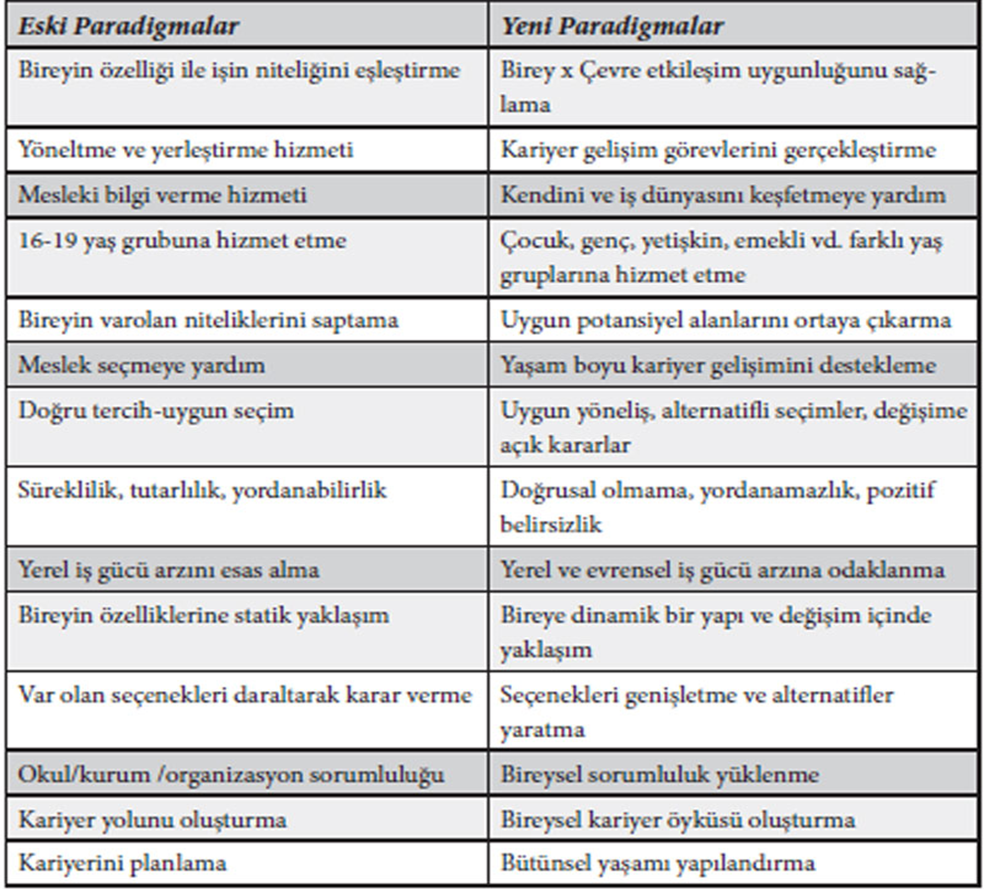 Eski Paradigmalar
Yeni Paradigmalar
Bireyin özelliği ile işin niteliğini eşleştirme
Birey x Çevre etkileşim uygunluğunu sağ-
lama
Yöneltme ve yerleştirme hizmeti
Kariyer gelişim görevlerini gerçekleştirme
Mesleki bilgi verme hizmeti
Kendini ve iş dünyasını keşfetmeye yardım
16-19 yaş grubuna hizmet etme
Çocuk, genç, yetişkin, emekli vd. farklı yaş
gruplarına hizmet etme
Bireyin varolan niteliklerini saptama
Uygun potansiyel alanlarını ortaya çıkarma
Meslek seçmeye yardım
Yaşam boyu kariyer gelişimini destekleme
Doğru tercih-uygun seçim
Uygun yöneliş, alternatifli seçimler, değişime
açık kararlar
Süreklilik, tutarlılık, yordanabilirlik
Doğrusal olmama, yordanamazlık, pozitif
belirsizlik
Yerel iş gücü arzını esas alma
Yerel ve evrensel iş gücü arzına odaklanma
Bireyin özelliklerine statik yaklaşım
Bireye dinamik bir yapı ve değişim içinde
yaklaşım
Var olan seçenekleri daraltarak karar verme
Seçenekleri genişletme ve alternatifler
yaratma
Okul/kurum /organizasyon sorumluluğu
Bireysel sorumluluk yüklenme
Kariyer yolunu oluşturma
Bireysel kariyer öyküsü oluşturma
Kariyerini planlama
Bütünsel yaşamı yapılandırma